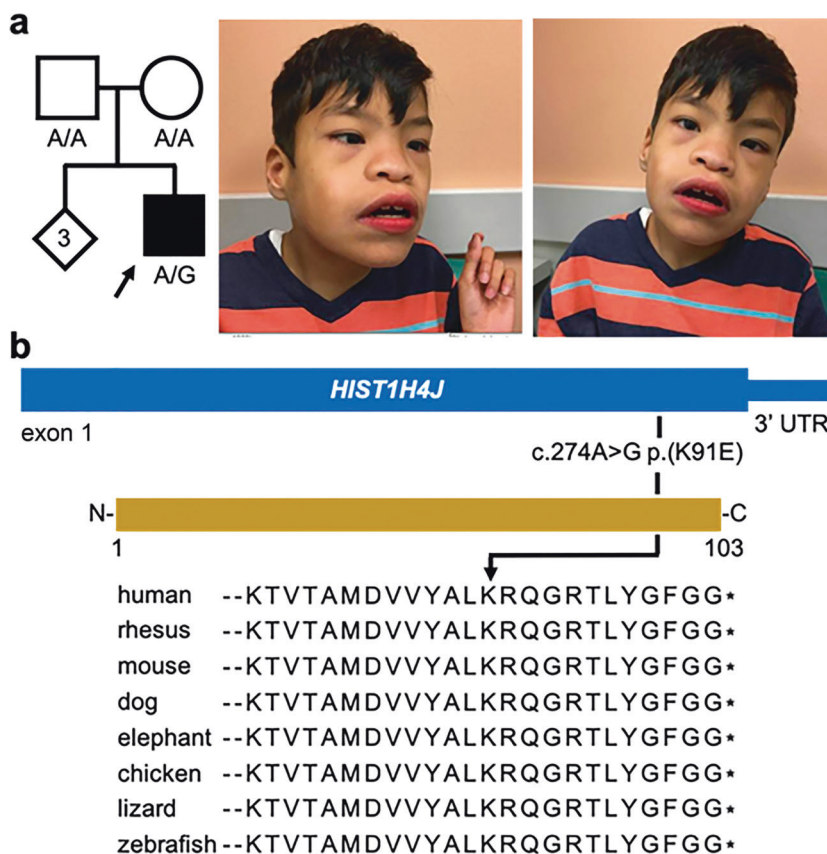 a
A/A A/A
3
A/G
b
HIST1H4J
exon 1
3' UTR
c.274A>G p.(K91E)
N- -C
1 103
human --KTVTAMDVVYALKRQGRTLYGFGG*
rhesus --KTVTAMDVVYALKRQGRTLYGFGG*
mouse --KTVTAMDVVYALKRQGRTLYGFGG*
dog --KTVTAMDVVYALKRQGRTLYGFGG*
elephant --KTVTAMDVVYALKRQGRTLYGFGG*
chicken --KTVTAMDVVYALKRQGRTLYGFGG*
lizard --KTVTAMDVVYALKRQGRTLYGFGG*
zebrafish --KTVTAMDVVYALKRQGRTLYGFGG*